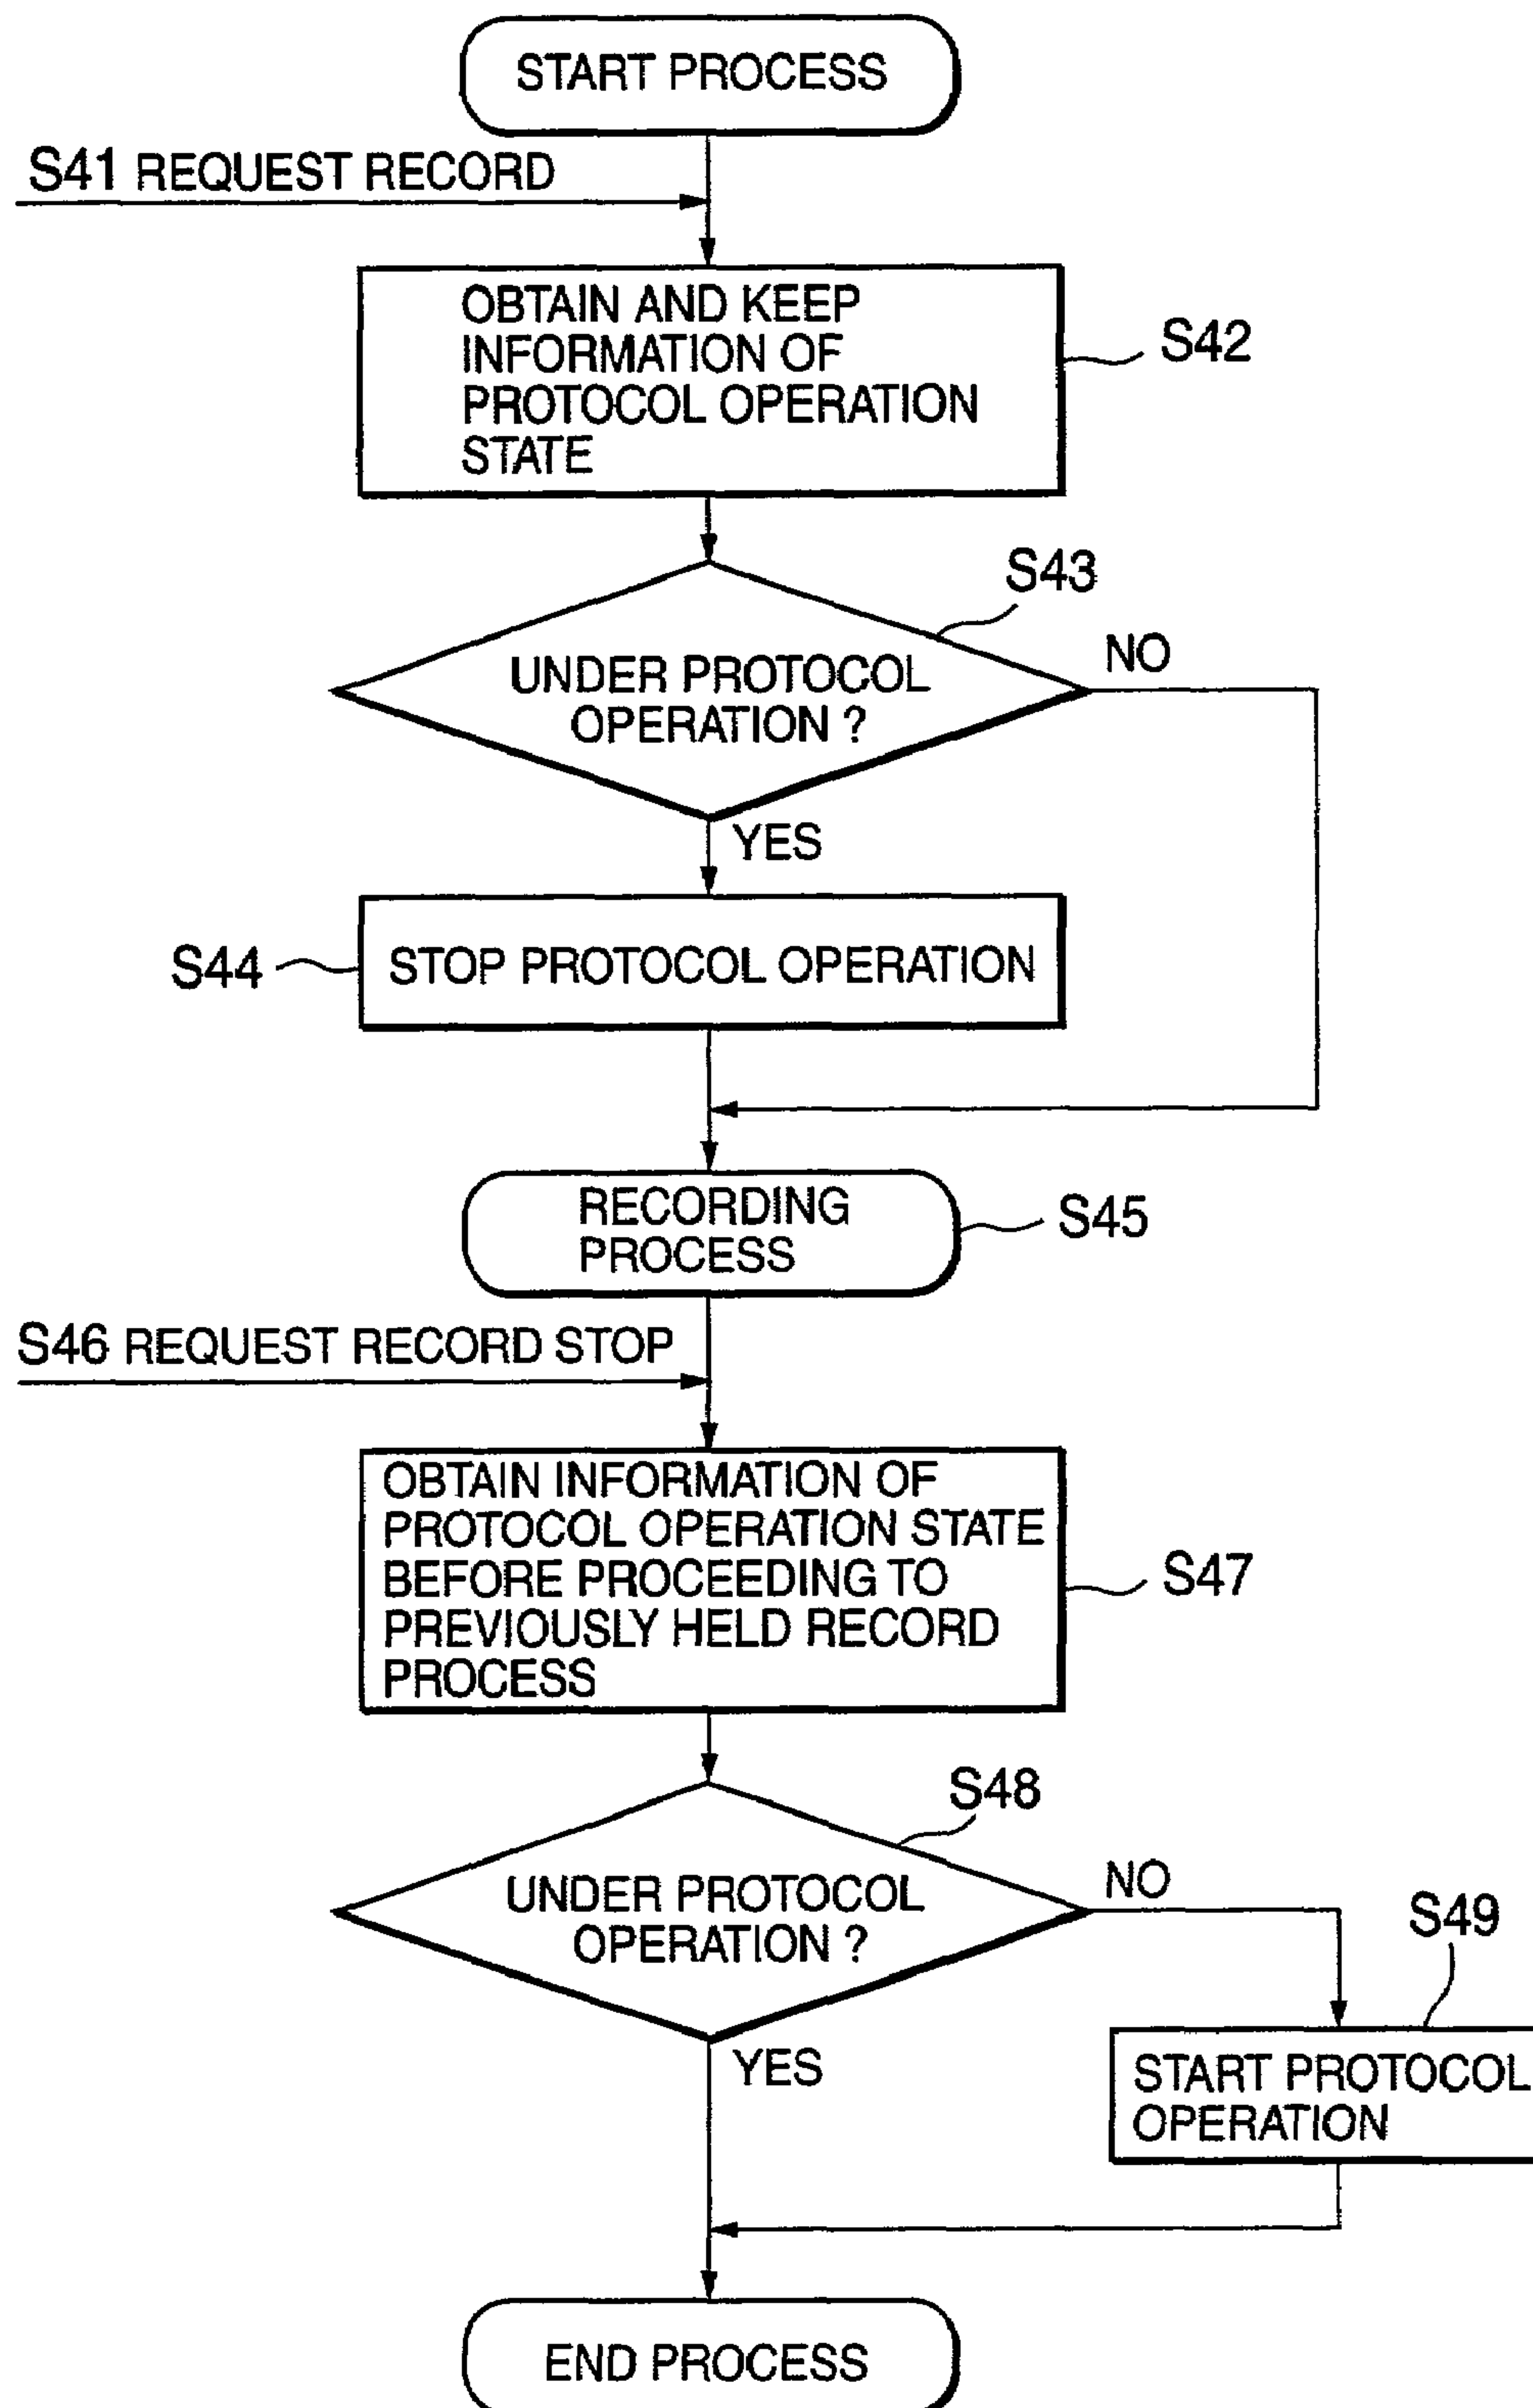 START PROCESS
S41 REQUEST RECORD
OBTAIN AND KEEP
INFORMATION OF
PROTOCOL OPERATION
STATE
S42
S43
UNDER PROTOCOL
OPERATION ?
NO
YES
S44
STOP PROTOCOL OPERATION
RECORDING
PROCESS
S45
S46 REQUEST RECORD STOP
OBTAIN INFORMATION OF
PROTOCOL OPERATION STATE
BEFORE PROCEEDING TO
PREVIOUSLY HELD RECORD
PROCESS
S47
S48
UNDER PROTOCOL
OPERATION ?
NO
S49
YES
START PROTOCOL
OPERATION
END PROCESS